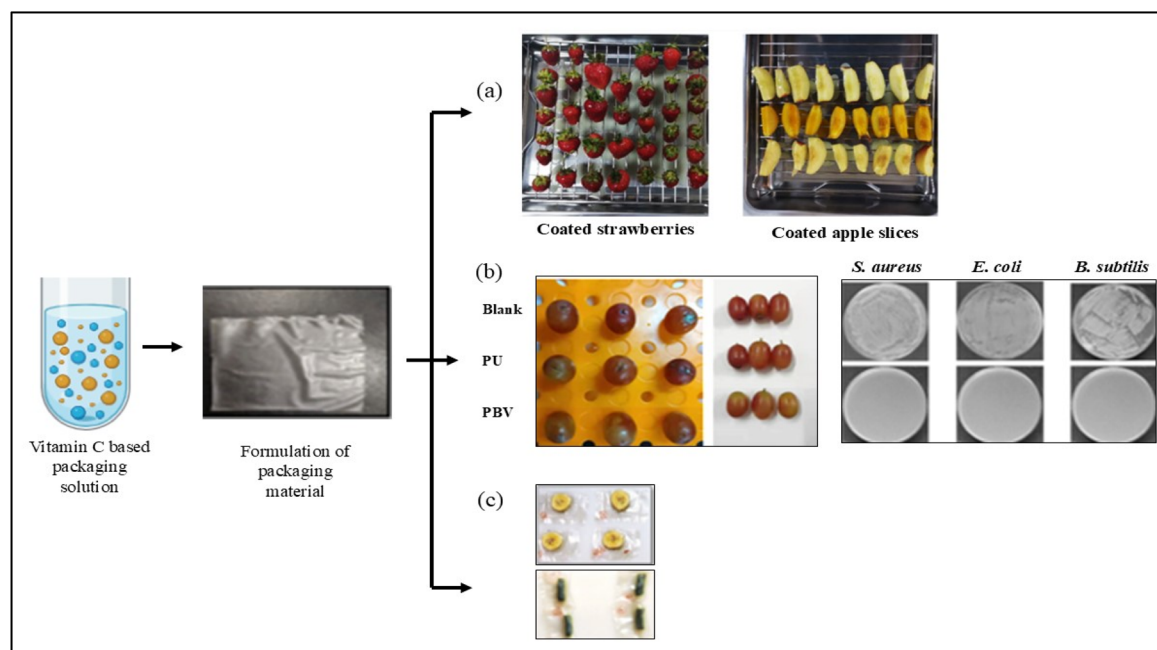 (a)
Coated strawberries
Coated apple slices
(b)
S. aureus
E. coli
B. subtilis
Blank
PU
PBV
Vitamin C based
packaging
solution
Formulation of
packaging
material
(c)